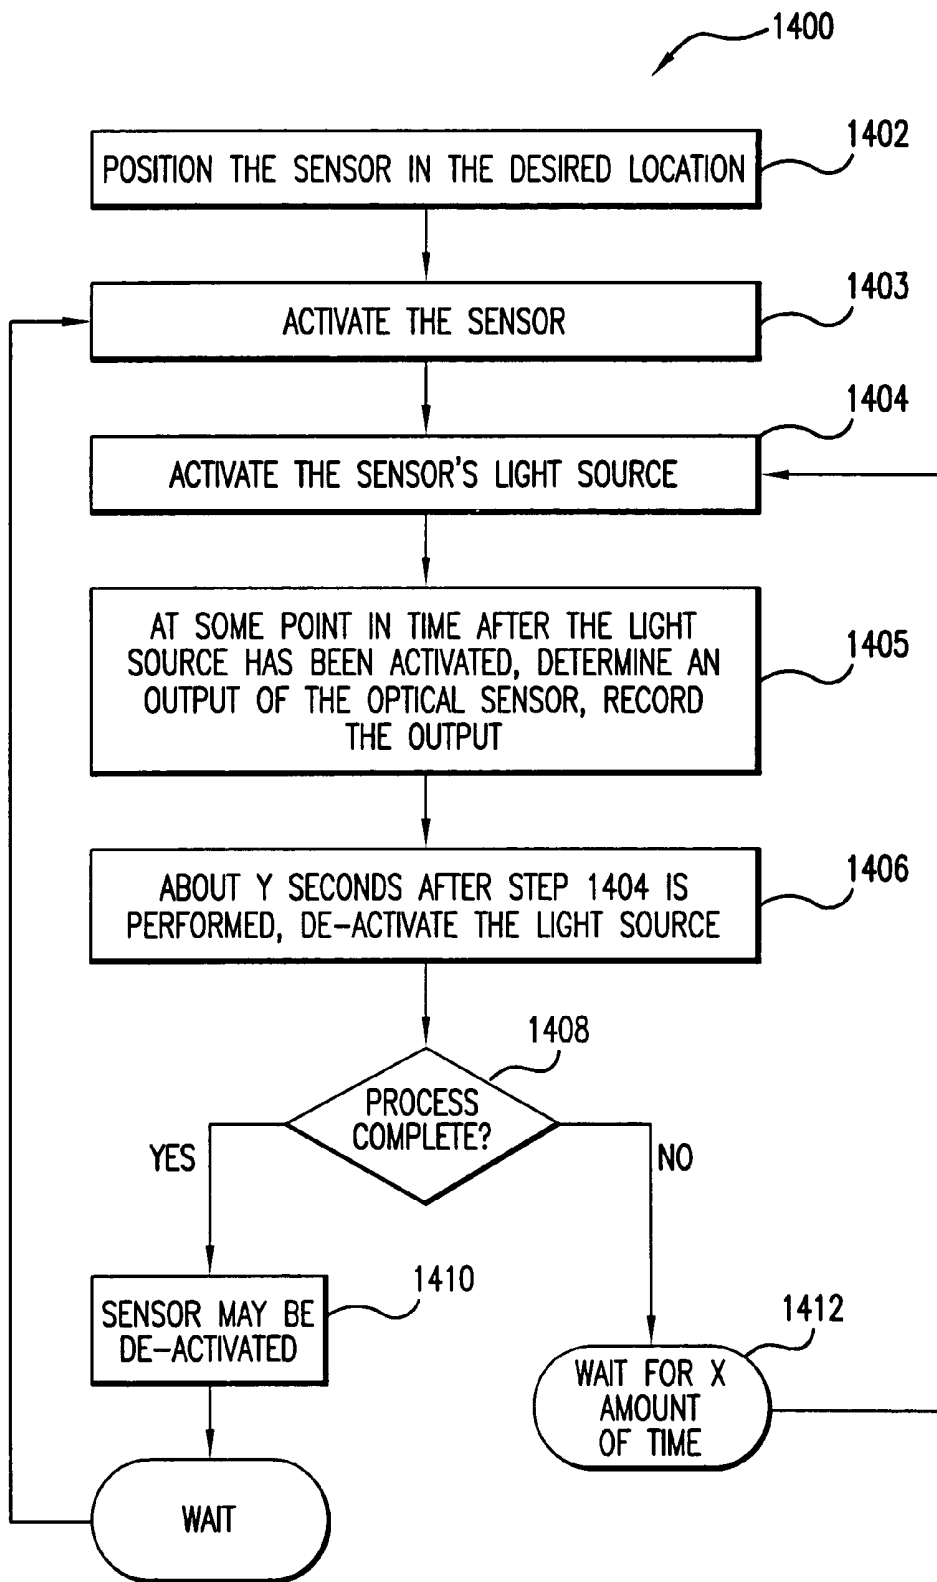 1400
POSITION THE SENSOR IN THE DESIRED LOCATION
1402
ACTIVATE THE SENSOR
1403
ACTIVATE THE SENSOR'S LIGHT SOURCE
1404
AT SOME POINT IN TIME AFTER THE LIGHT
SOURCE HAS BEEN ACTIVATED, DETERMINE AN
OUTPUT OF THE OPTICAL SENSOR, RECORD
THE OUTPUT
1405
ABOUT Y SECONDS AFTER STEP 1404 IS
PERFORMED, DE-ACTIVATE THE LIGHT SOURCE
1406
PROCESS
COMPLETE?
1408
YES
NO
SENSOR MAY BE
DE-ACTIVATED
1410
WAIT FOR X
AMOUNT
OF TIME
1412
WAIT